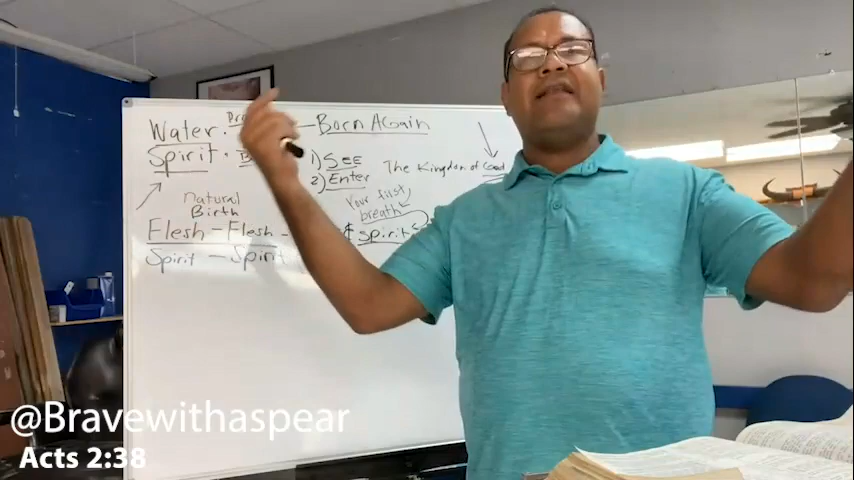 Water. — Born Again
Spirit.
1) SEE
2) Enter
The Kingdom of God
Natural
Birth
Your first
breath
Flesh – Flesh –
Spirit
Spirit – Spirit
@Bravewithaspear
Acts 2:38